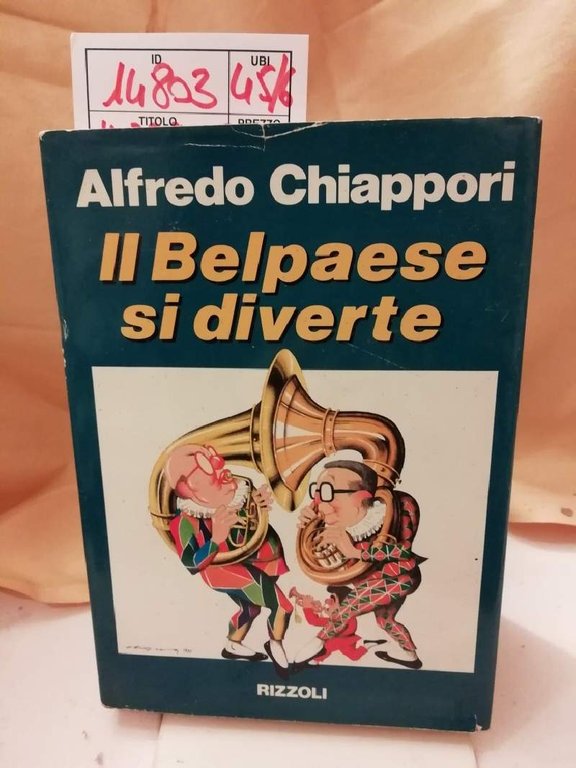 ID UBI
14803 45/6
TITOLO PREZZO
Alfredo Chiappori
Il Belpaese
si diverte
RIZZOLI